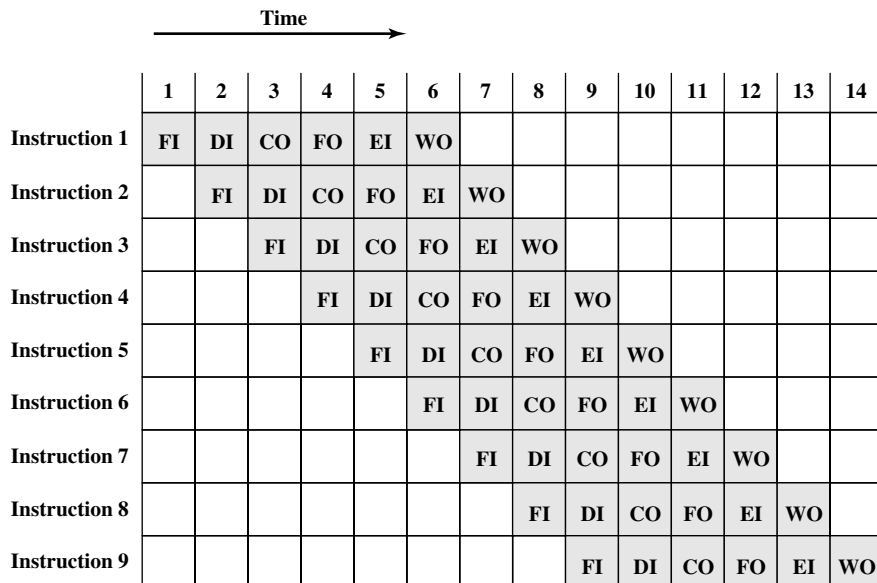 Time
1 2 3 4 5 6 7 8 9 10 11 12 13 14
Instruction 1 FI DI CO FO EI WO
Instruction 2 FI DI CO FO EI WO
Instruction 3 FI DI CO FO EI WO
Instruction 4 FI DI CO FO EI WO
Instruction 5 FI DI CO FO EI WO
Instruction 6 FI DI CO FO EI WO
Instruction 7 FI DI CO FO EI WO
Instruction 8 FI DI CO FO EI WO
Instruction 9 FI DI CO FO EI WO